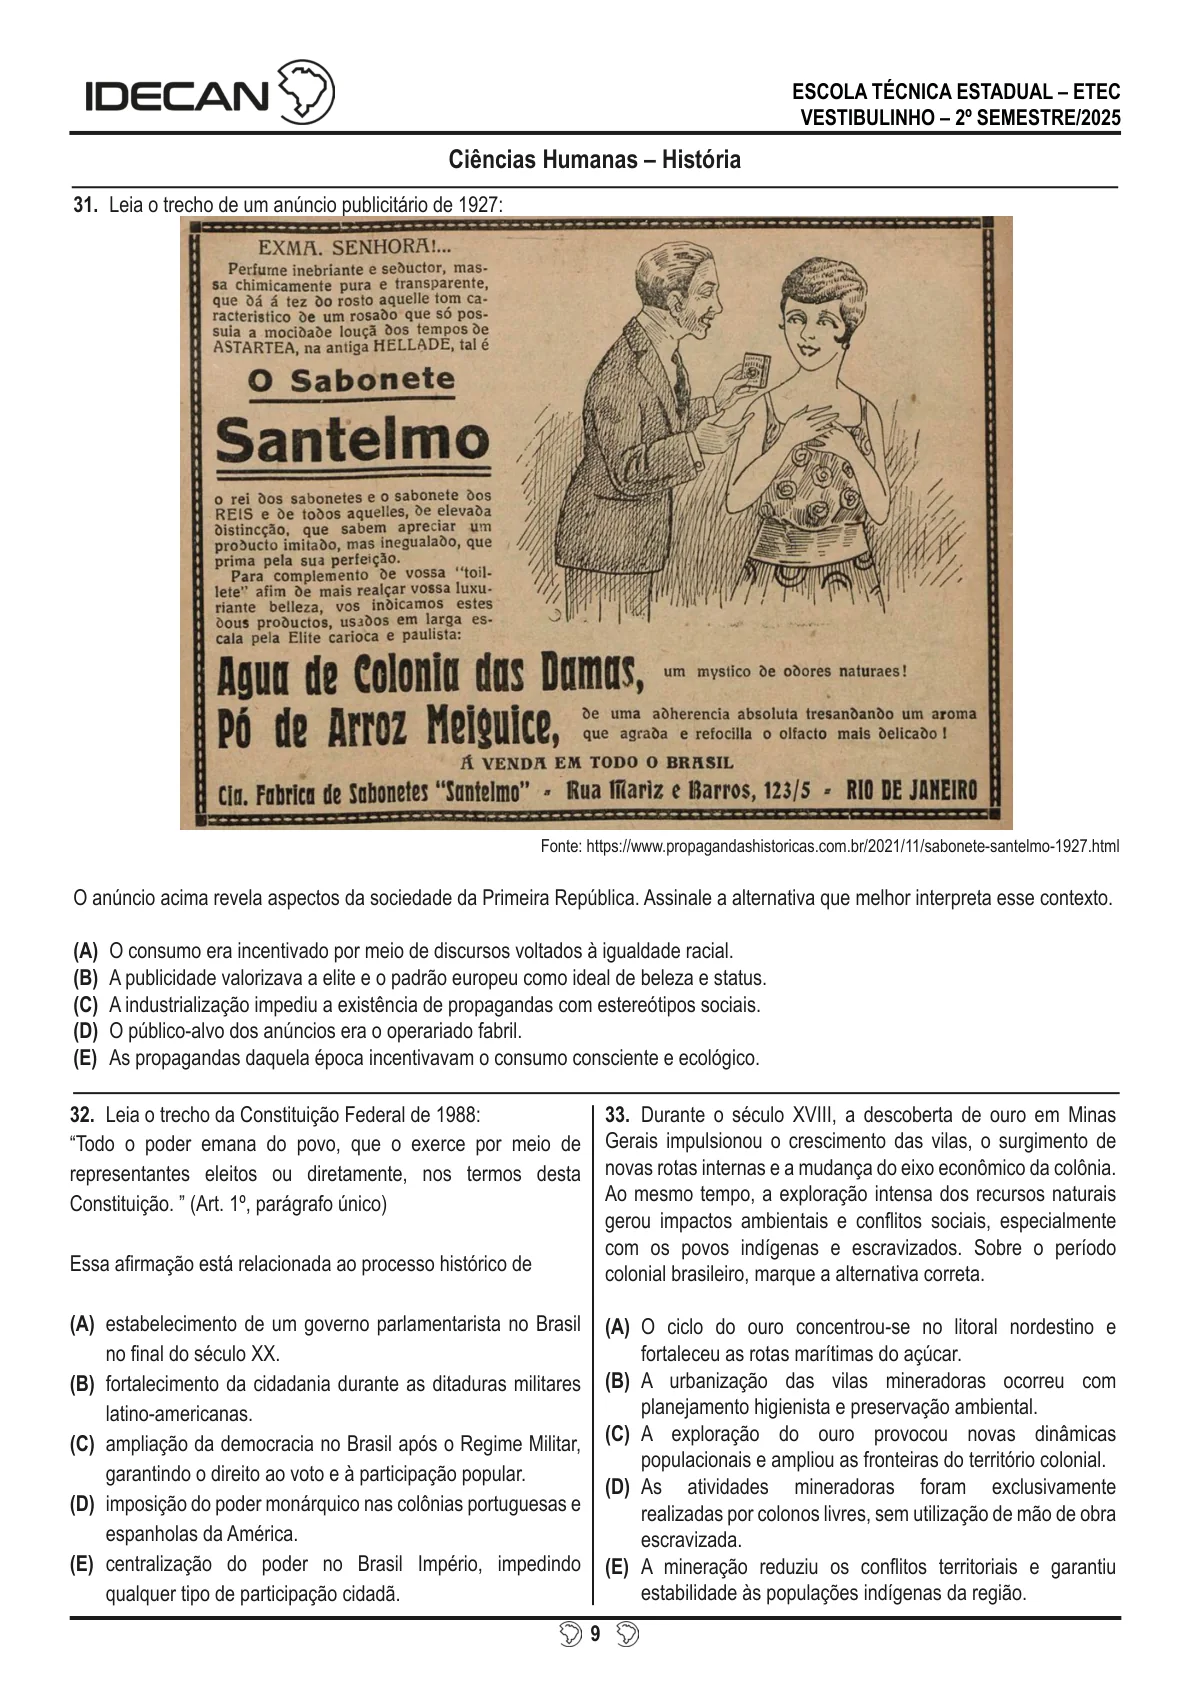 IDECAN
ESCOLA TÉCNICA ESTADUAL – ETEC
VESTIBULINHO – 2º SEMESTRE/2025
Ciências Humanas – História
31. Leia o trecho de um anúncio publicitário de 1927:
EXMA. SENHORA!...
Perfume inebriante e seductor, mas-
sa chimicamente pura e transparente,
que dá á tez do rosto aquelle tom ca-
racteristico de um rosado que só pos-
suia a mocidade louçã dos tempos de
ASTARTEA, na antiga HELLADE, tal é
O Sabonete
Santelmo
o rei dos sabonetes e o sabonete dos
REIS e de todos aquelles, de elevada
distincção, que sabem apreciar um
producto imitado, mas inegualado, que
prima pela sua perfeição.
Para complemento de vossa "toil-
lete" afim de mais realçar vossa luxu-
riante belleza, vos indicamos estes
dous productos, usados em larga es-
cala pela Elite carioca e paulista:
Agua de Colonia das Damas, um mystico de odores naturaes!
Pó de Arroz Meiguice, de uma adherencia absoluta tresandando um aroma
que agrada e refocilla o olfacto mais delicado!
Á VENDA EM TODO O BRASIL
Cia. Fabrica de Sabonetes "Santelmo" - Rua Mariz e Barros, 123/5 - RIO DE JANEIRO
Fonte: https://www.propagandashistoricas.com.br/2021/11/sabonete-santelmo-1927.html
O anúncio acima revela aspectos da sociedade da Primeira República. Assinale a alternativa que melhor interpreta esse contexto.
(A) O consumo era incentivado por meio de discursos voltados à igualdade racial.
(B) A publicidade valorizava a elite e o padrão europeu como ideal de beleza e status.
(C) A industrialização impediu a existência de propagandas com estereótipos sociais.
(D) O público-alvo dos anúncios era o operariado fabril.
(E) As propagandas daquela época incentivavam o consumo consciente e ecológico.
32. Leia o trecho da Constituição Federal de 1988:
“Todo o poder emana do povo, que o exerce por meio de
representantes eleitos ou diretamente, nos termos desta
Constituição. ” (Art. 1º, parágrafo único)
Essa afirmação está relacionada ao processo histórico de
(A) estabelecimento de um governo parlamentarista no Brasil
no final do século XX.
(B) fortalecimento da cidadania durante as ditaduras militares
latino-americanas.
(C) ampliação da democracia no Brasil após o Regime Militar,
garantindo o direito ao voto e à participação popular.
(D) imposição do poder monárquico nas colônias portuguesas e
espanholas da América.
(E) centralização do poder no Brasil Império, impedindo
qualquer tipo de participação cidadã.
33. Durante o século XVIII, a descoberta de ouro em Minas
Gerais impulsionou o crescimento das vilas, o surgimento de
novas rotas internas e a mudança do eixo econômico da colônia.
Ao mesmo tempo, a exploração intensa dos recursos naturais
gerou impactos ambientais e conflitos sociais, especialmente
com os povos indígenas e escravizados. Sobre o período
colonial brasileiro, marque a alternativa correta.
(A) O ciclo do ouro concentrou-se no litoral nordestino e
fortaleceu as rotas marítimas do açúcar.
(B) A urbanização das vilas mineradoras ocorreu com
planejamento higienista e preservação ambiental.
(C) A exploração do ouro provocou novas dinâmicas
populacionais e ampliou as fronteiras do território colonial.
(D) As atividades mineradoras foram exclusivamente
realizadas por colonos livres, sem utilização de mão de obra
escravizada.
(E) A mineração reduziu os conflitos territoriais e garantiu
estabilidade às populações indígenas da região.
9